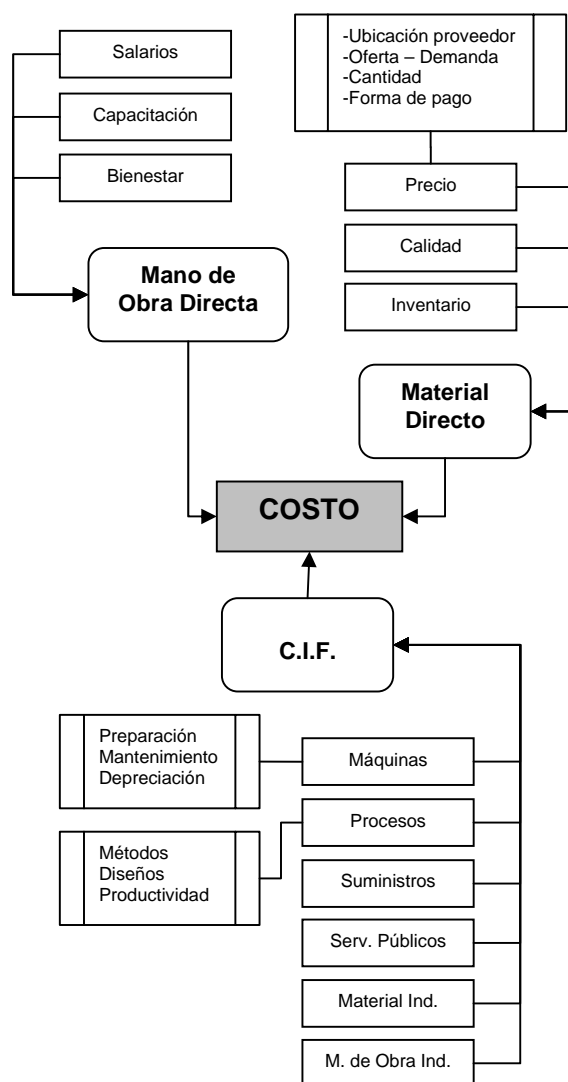 Salarios
Capacitación
Bienestar
Mano de
Obra Directa
-Ubicación proveedor
-Oferta – Demanda
-Cantidad
-Forma de pago
Precio
Calidad
Inventario
Material
Directo
COSTO
C.I.F.
Preparación
Mantenimiento
Depreciación
Máquinas
Métodos
Diseños
Productividad
Procesos
Suministros
Serv. Públicos
Material Ind.
M. de Obra Ind.